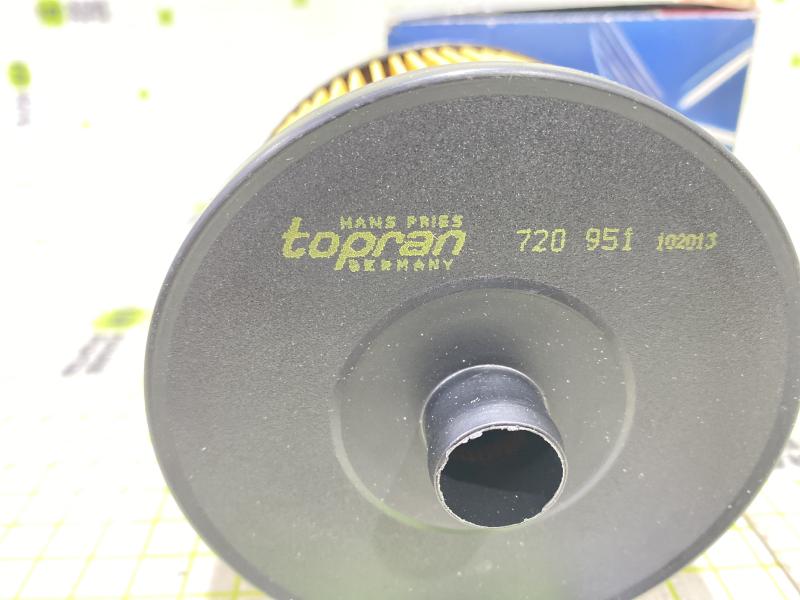 HANS PRIES
topran 720 951 102013
GERMANY